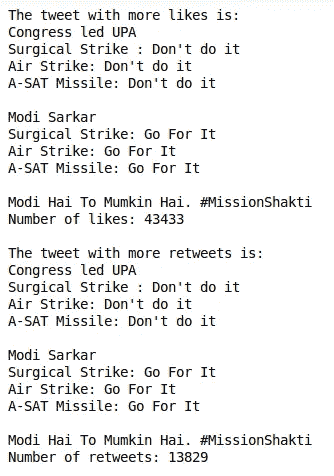 The tweet with more likes is:
Congress led UPA
Surgical Strike : Don't do it
Air Strike: Don't do it
A-SAT Missile: Don't do it

Modi Sarkar
Surgical Strike: Go For It
Air Strike: Go For It
A-SAT Missile: Go For It

Modi Hai To Mumkin Hai. #MissionShakti
Number of likes: 43433

The tweet with more retweets is:
Congress led UPA
Surgical Strike : Don't do it
Air Strike: Don't do it
A-SAT Missile: Don't do it

Modi Sarkar
Surgical Strike: Go For It
Air Strike: Go For It
A-SAT Missile: Go For It

Modi Hai To Mumkin Hai. #MissionShakti
Number of retweets: 13829